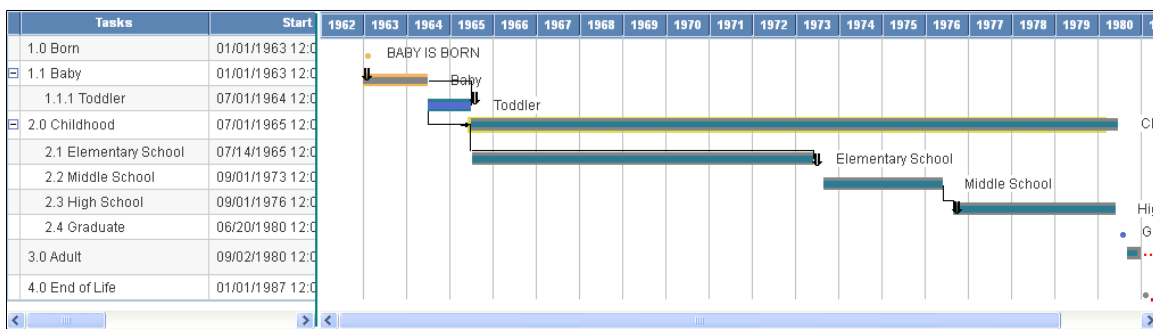 Tasks Start 1962 1963 1964 1965 1966 1967 1968 1969 1970 1971 1972 1973 1974 1975 1976 1977 1978 1979 1980 1
1.0 Born 01/01/1963 12:0 BABY IS BORN
1.1 Baby 01/01/1963 12:0 Baby
1.1.1 Toddler 07/01/1964 12:0 Toddler
2.0 Childhood 07/01/1965 12:0 Cl
2.1 Elementary School 07/14/1965 12:0 Elementary School
2.2 Middle School 09/01/1973 12:0 Middle School
2.3 High School 09/01/1976 12:0 Hig
2.4 Graduate 06/20/1980 12:0 G
3.0 Adult 09/02/1980 12:0
4.0 End of Life 01/01/1987 12:0